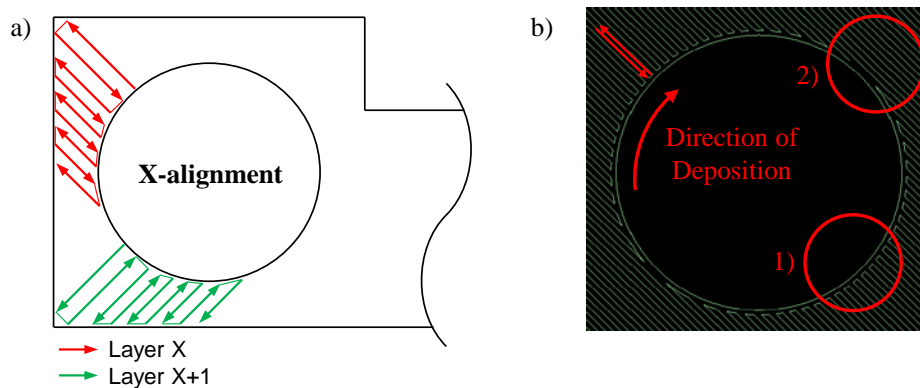 a)
X-alignment
Layer X
Layer X+1
b)
2)
Direction of
Deposition
1)